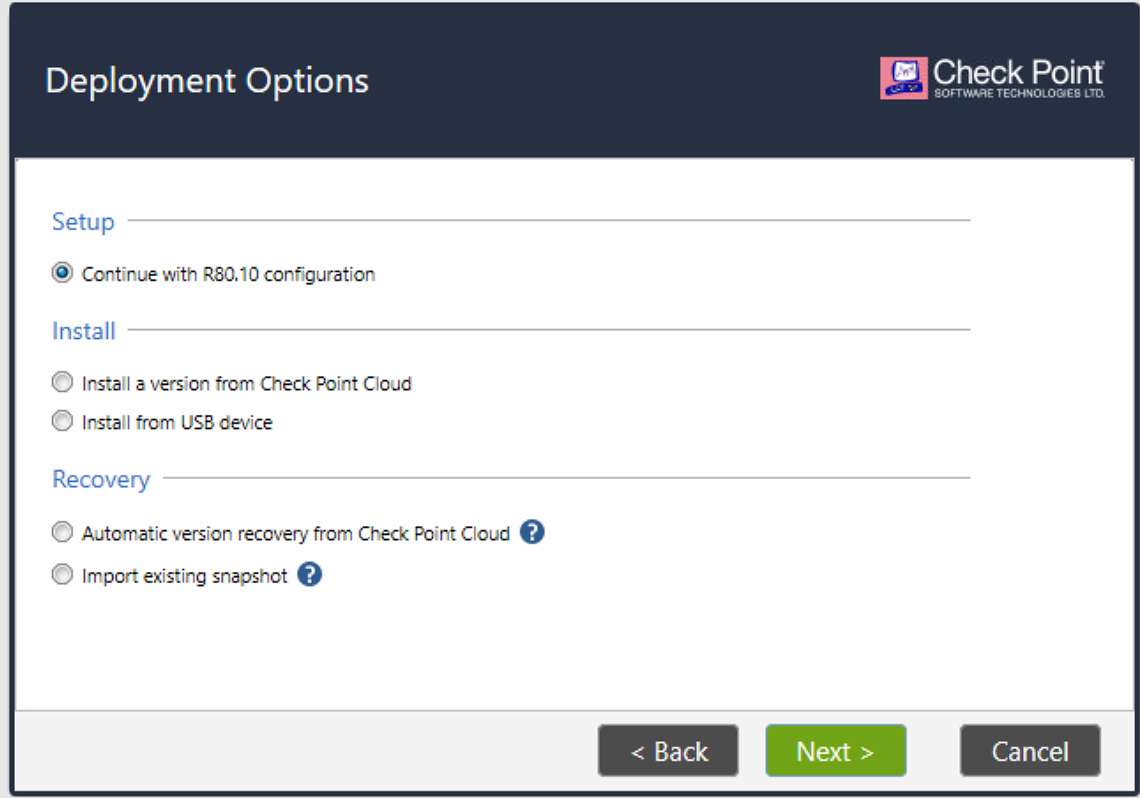 Deployment Options
Check Point
SOFTWARE TECHNOLOGIES LTD.
Setup
Continue with R80.10 configuration
Install
Install a version from Check Point Cloud
Install from USB device
Recovery
Automatic version recovery from Check Point Cloud ?
Import existing snapshot ?
< Back Next > Cancel